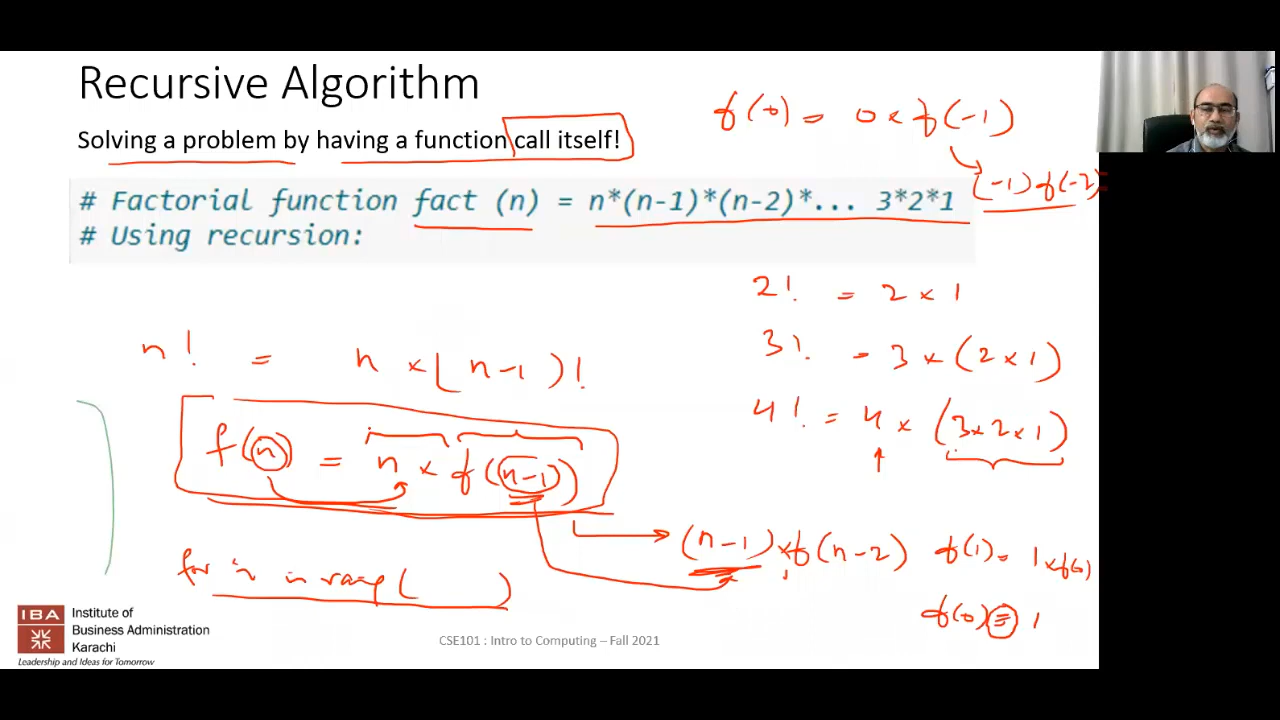 Recursive Algorithm
Solving a problem by having a function call itself!
f(0) = 0 × f(-1)
(-1) f(-2)
# Factorial function fact (n) = n*(n-1)*(n-2)*... 3*2*1
# Using recursion:
2! = 2 × 1
3! = 3 × (2 × 1)
4! = 4 × (3×2×1)
n! = n × (n-1)!
f(n) = n × f(n-1)
(n-1) × f(n-2)
f(1) = 1 × f(0)
f(0) = 1
for in range( )
IBA
Institute of
Business Administration
Karachi
Leadership and Ideas for Tomorrow
CSE101 : Intro to Computing – Fall 2021